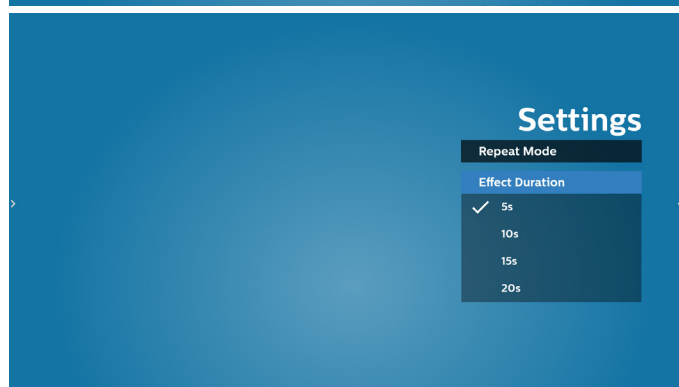 Settings
Repeat Mode
Effect Duration
5s
10s
15s
20s